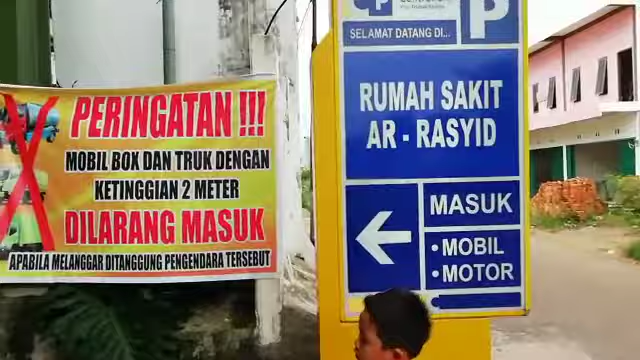 PERINGATAN !!!
MOBIL BOX DAN TRUK DENGAN
KETINGGIAN 2 METER
DILARANG MASUK
APABILA MELANGGAR DITANGGUNG PENGENDARA TERSEBUT
CP
P
SELAMAT DATANG DI...
RUMAH SAKIT
AR - RASYID
MASUK
• MOBIL
• MOTOR